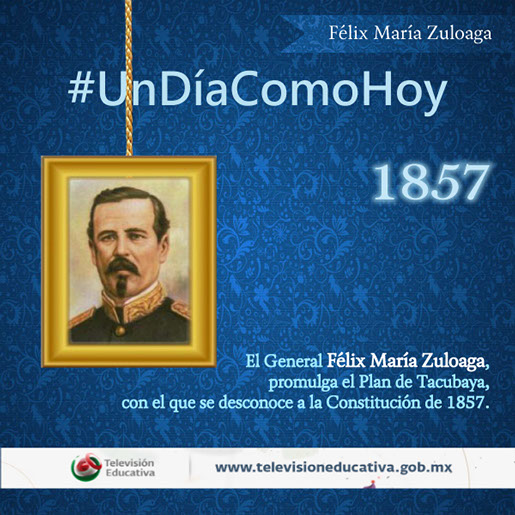 Félix María Zuloaga
#UnDíaComoHoy
1857
El General Félix María Zuloaga,
promulga el Plan de Tacubaya,
con el que se desconoce a la Constitución de 1857.
Televisión
Educativa
www.televisioneducativa.gob.mx